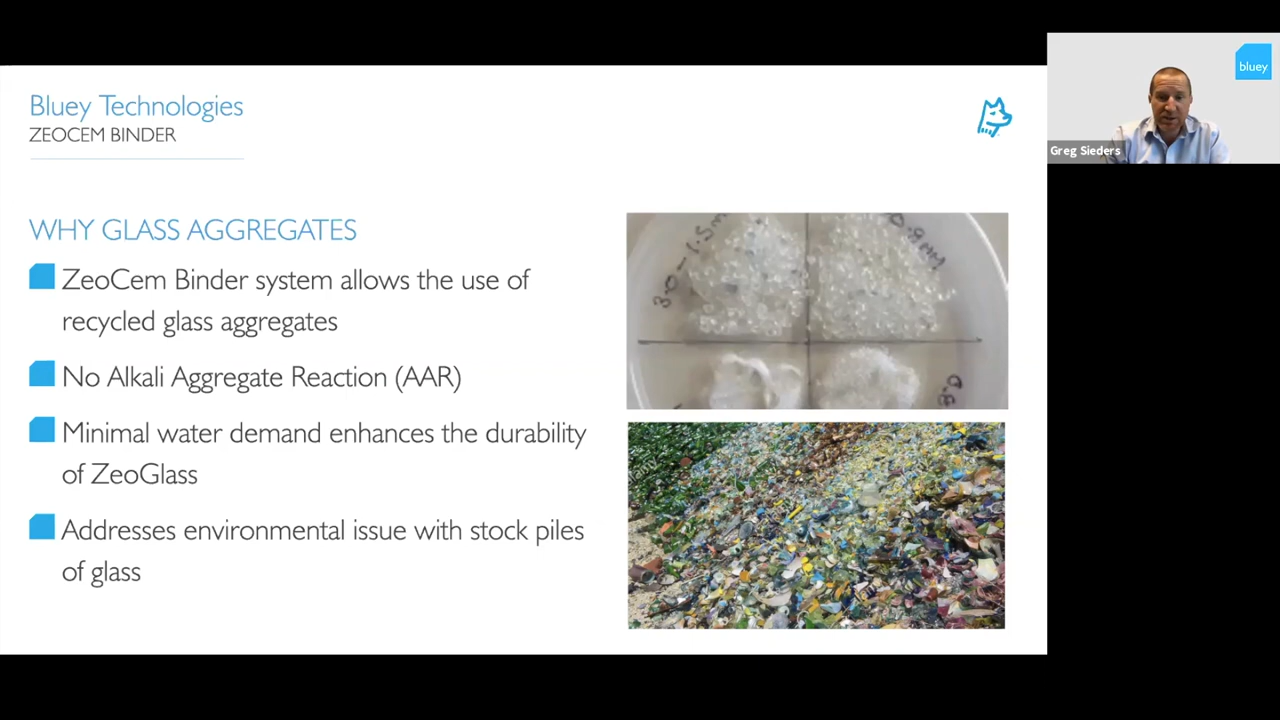 Bluey Technologies
ZEOCEM BINDER
WHY GLASS AGGREGATES
ZeoCem Binder system allows the use of
recycled glass aggregates
No Alkali Aggregate Reaction (AAR)
Minimal water demand enhances the durability
of ZeoGlass
Addresses environmental issue with stock piles
of glass
bluey
Greg Sieders